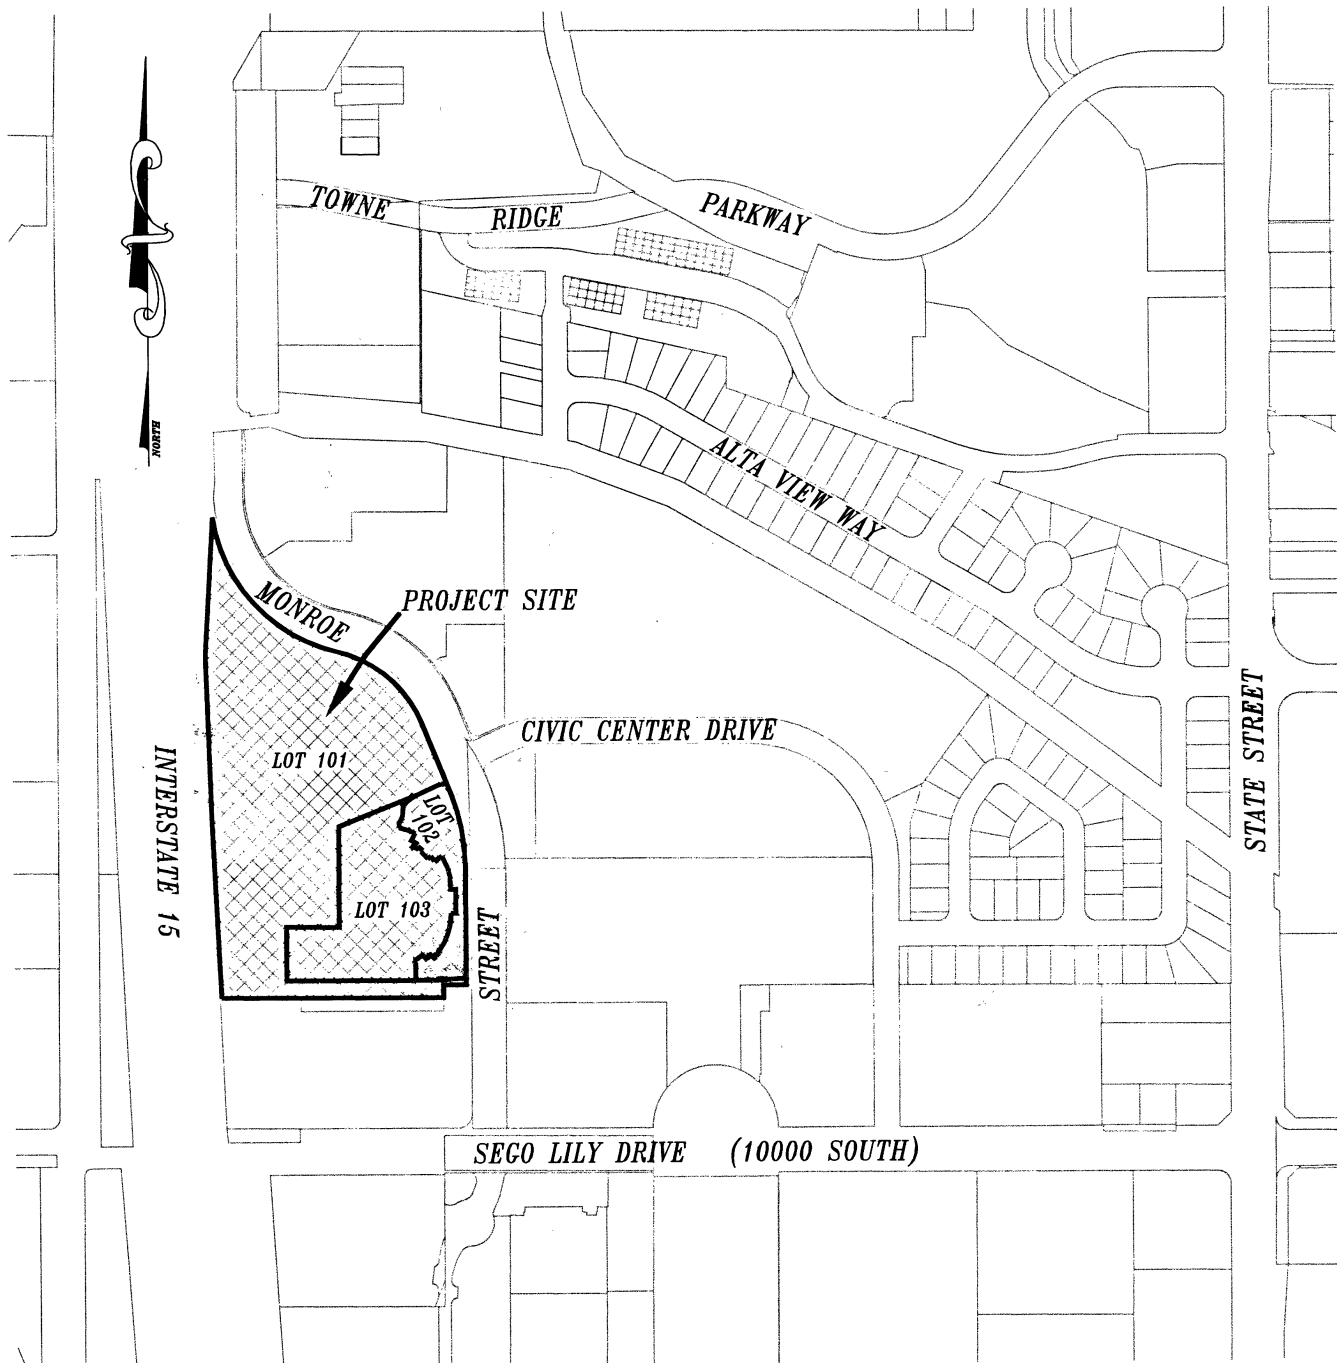 TOWNE RIDGE PARKWAY
NORTH
ALTA VIEW WAY
MONROE
PROJECT SITE
CIVIC CENTER DRIVE
STATE STREET
INTERSTATE 15
LOT 101
LOT
102
LOT 103
STREET
SEGO LILY DRIVE (10000 SOUTH)